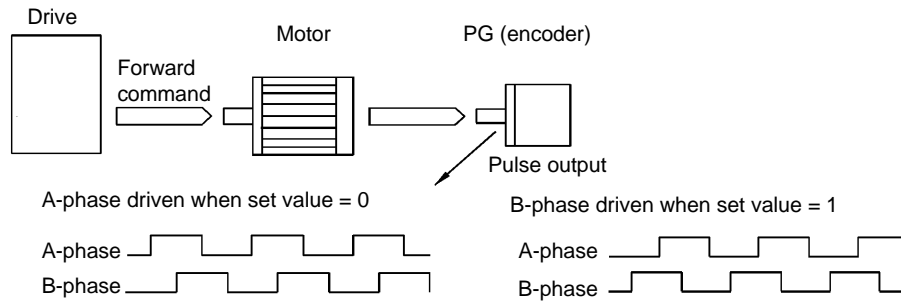 Drive
Motor
PG (encoder)
Forward
command
Pulse output
A-phase driven when set value = 0
B-phase driven when set value = 1
A-phase
B-phase
A-phase
B-phase